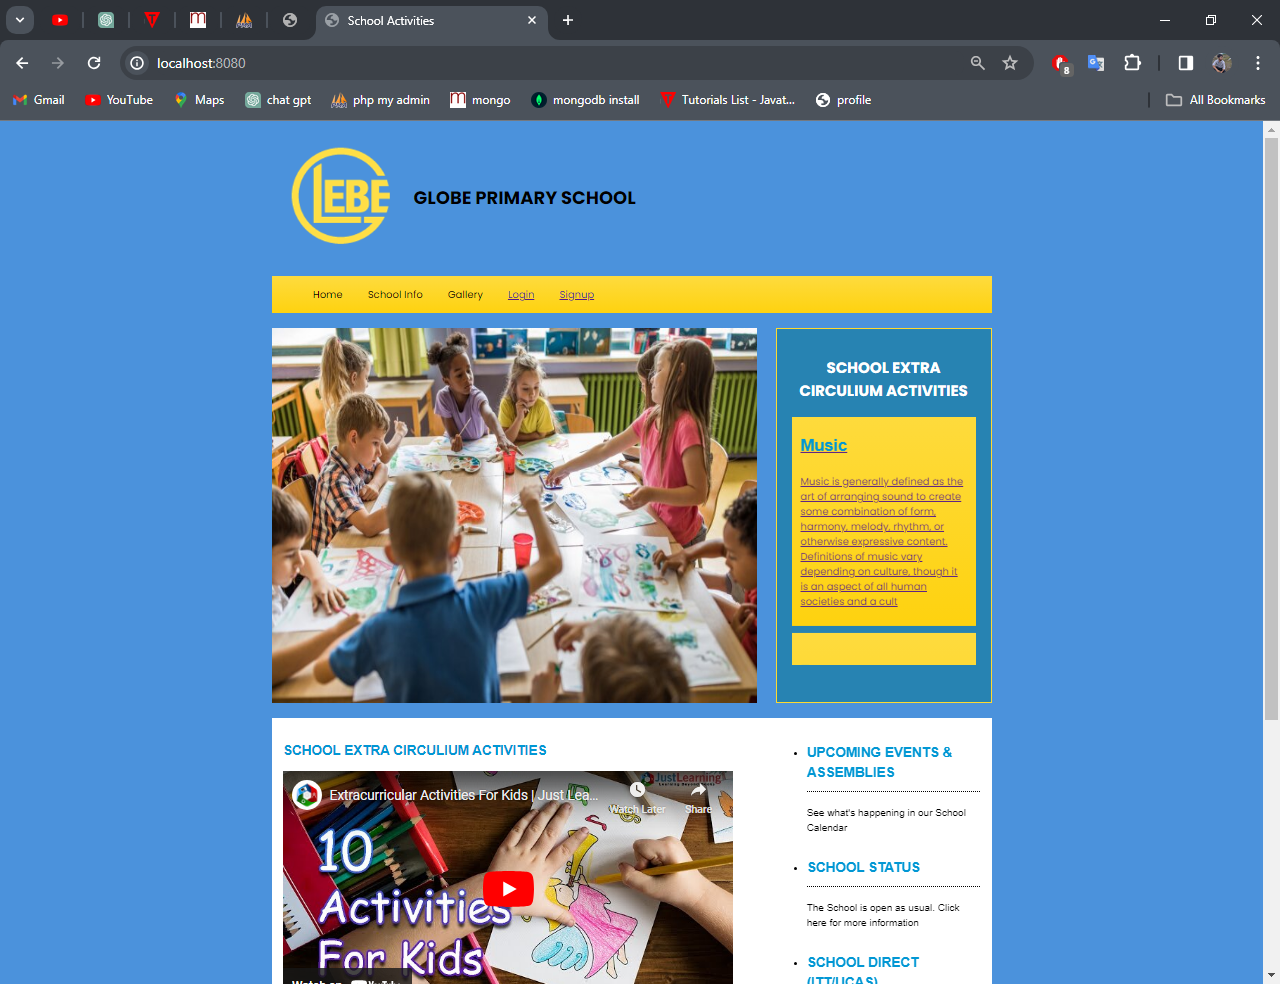 School Activities
localhost:8080
8
Gmail
YouTube
Maps
chat gpt
php my admin
mongo
mongodb install
Tutorials List - Javat...
profile
All Bookmarks
LEBE
GLOBE PRIMARY SCHOOL
Home
School Info
Gallery
Login
Signup
SCHOOL EXTRA
CIRCULIUM ACTIVITIES
Music
Music is generally defined as the
art of arranging sound to create
some combination of form,
harmony, melody, rhythm, or
otherwise expressive content.
Definitions of music vary
depending on culture, though it
is an aspect of all human
societies and a cult
SCHOOL EXTRA CIRCULIUM ACTIVITIES
Extracurricular Activities For Kids | Just Lea...
Watch Later
Share
JustLearning
10
Activities
For Kids
Watch on YouTube
UPCOMING EVENTS &
ASSEMBLIES
See what's happening in our School
Calendar
SCHOOL STATUS
The School is open as usual. Click
here for more information
SCHOOL DIRECT
(ITT/UCAS)